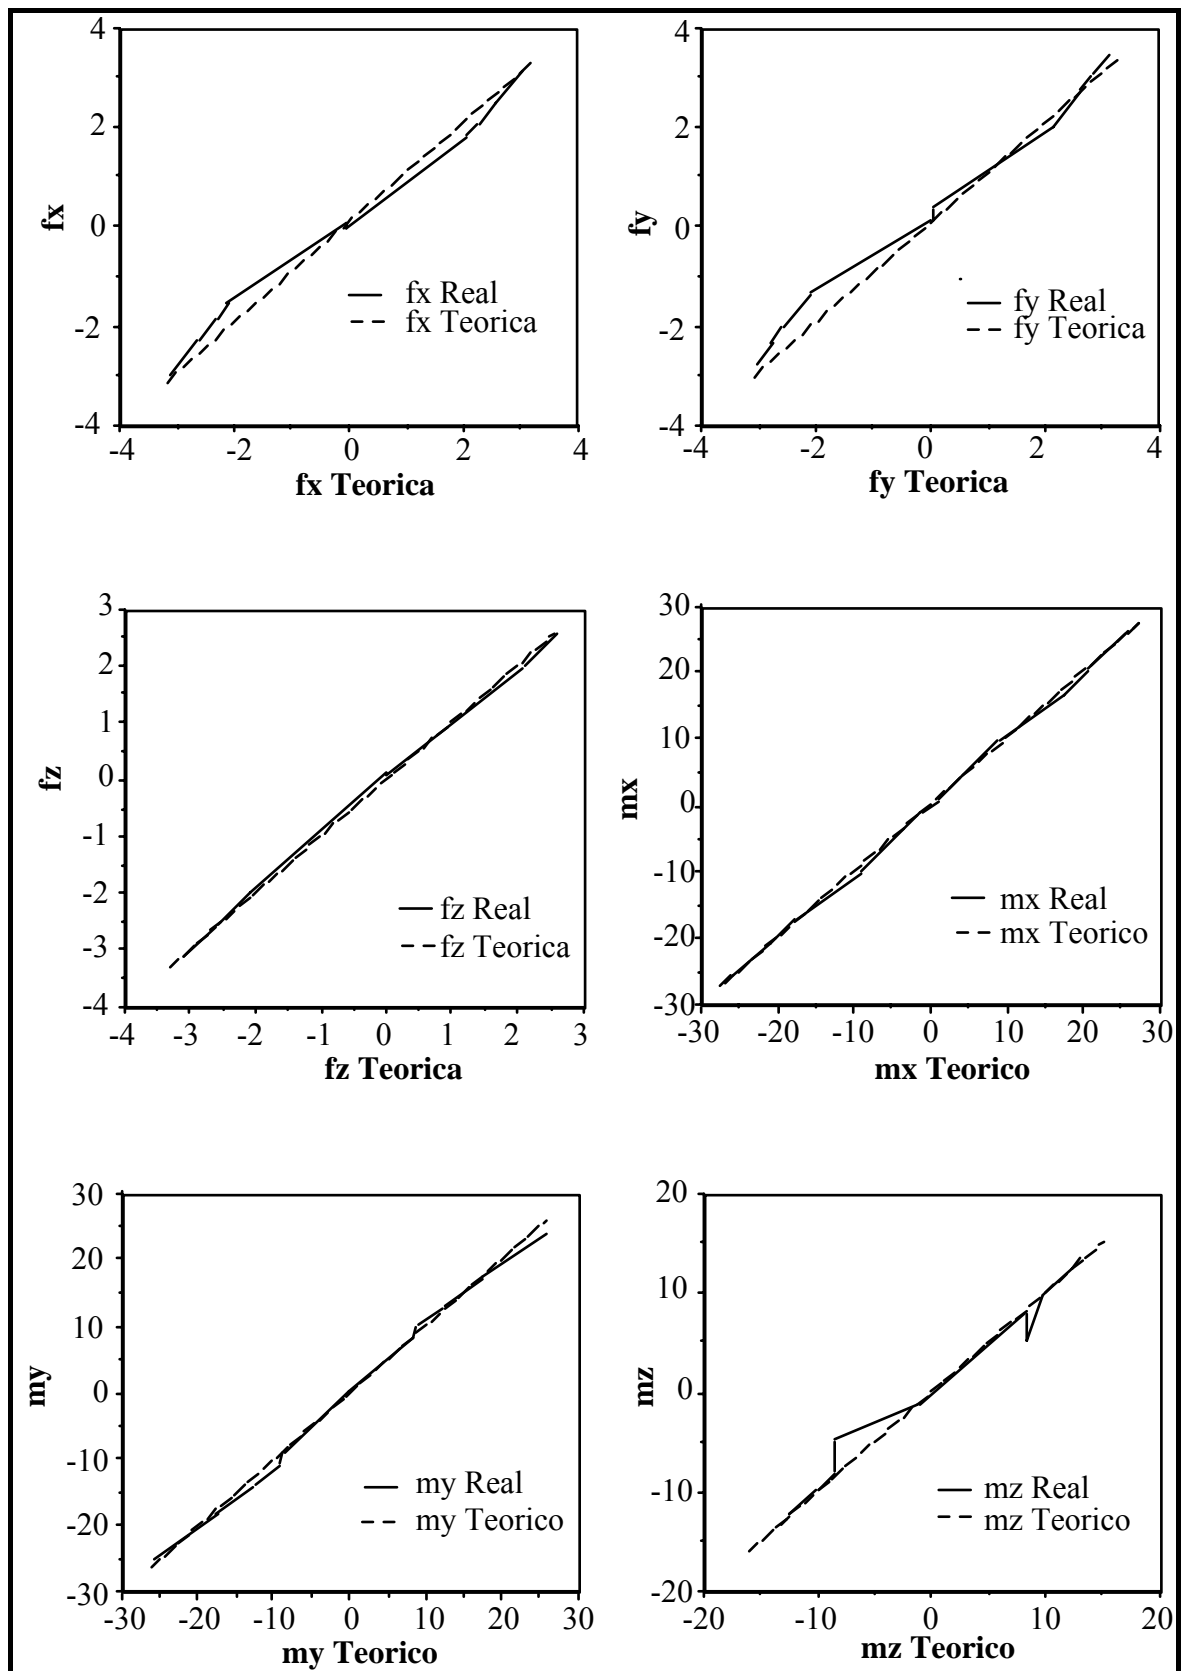 4
2
0
-2
-4
fx
fx Real
fx Teorica
-4 -2 0 2 4
fx Teorica
4
2
0
-2
-4
fy
fy Real
fy Teorica
-4 -2 0 2 4
fy Teorica
3
2
1
0
-1
-2
-3
-4
fz
fz Real
fz Teorica
-4 -3 -2 -1 0 1 2 3
fz Teorica
30
20
10
0
-10
-20
-30
mx
mx Real
mx Teorico
-30 -20 -10 0 10 20 30
mx Teorico
30
20
10
0
-10
-20
-30
my
my Real
my Teorico
-30 -20 -10 0 10 20 30
my Teorico
20
10
0
-10
-20
mz
mz Real
mz Teorico
-20 -10 0 10 20
mz Teorico